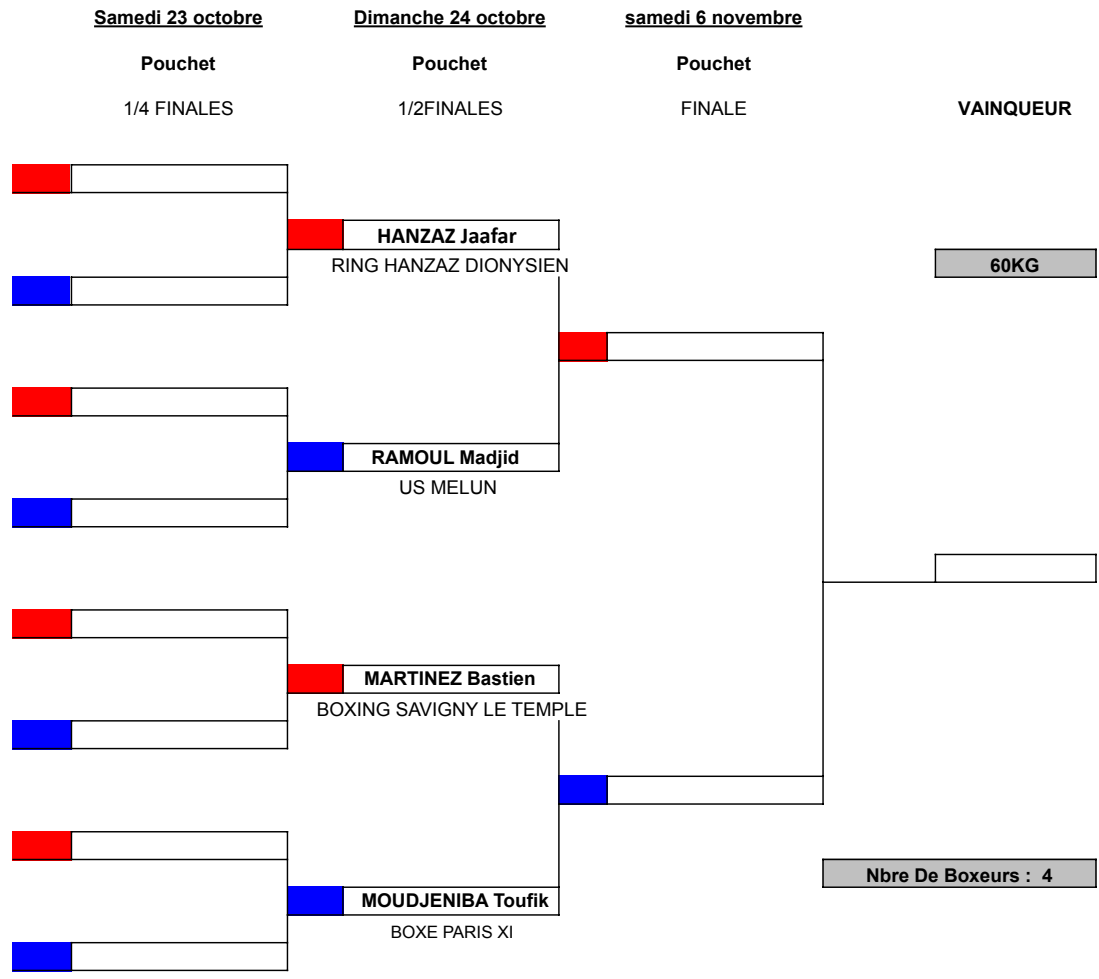 Samedi 23 octobre Dimanche 24 octobre samedi 6 novembre
Pouchet Pouchet Pouchet
1/4 FINALES 1/2FINALES FINALE VAINQUEUR
HANZAZ Jaafar
RING HANZAZ DIONYSIEN 60KG
RAMOUL Madjid
US MELUN
MARTINEZ Bastien
BOXING SAVIGNY LE TEMPLE
Nbre De Boxeurs : 4
MOUDJENIBA Toufik
BOXE PARIS XI